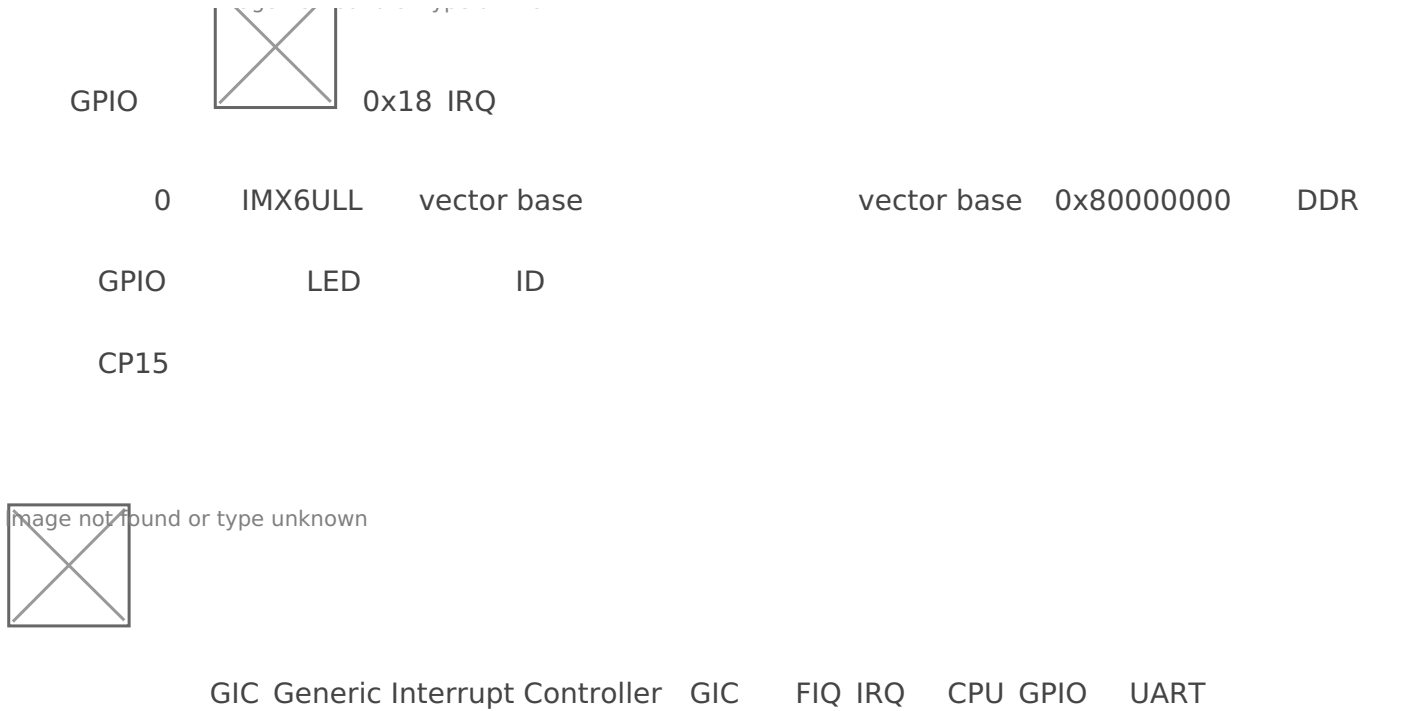 GPIO 0x18 IRQ
0 IMX6ULL vector base vector base 0x80000000 DDR
GPIO LED ID
CP15
Image not found or type unknown
GIC Generic Interrupt Controller GIC FIQ IRQ CPU GPIO UART